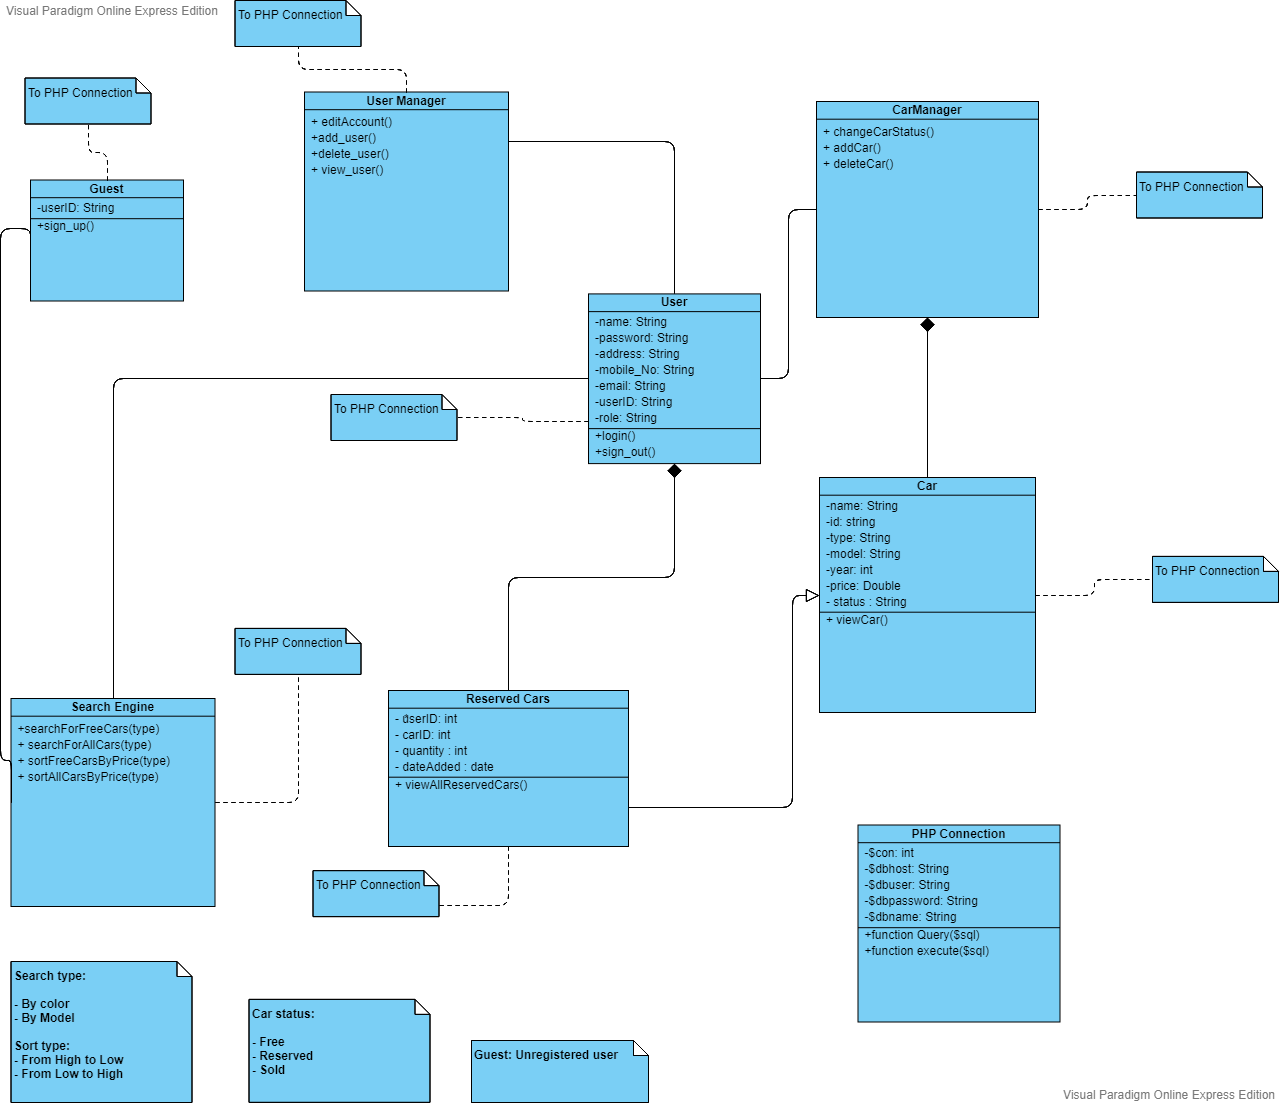 Visual Paradigm Online Express Edition
To PHP Connection
To PHP Connection
User Manager
+ editAccount()
+add_user()
+delete_user()
+ view_user()
CarManager
+ changeCarStatus()
+ addCar()
+ deleteCar()
To PHP Connection
Guest
-userID: String
+sign_up()
User
-name: String
-password: String
-address: String
-mobile_No: String
-email: String
-userID: String
-role: String
+login()
+sign_out()
To PHP Connection
Car
-name: String
-id: string
-type: String
-model: String
-year: int
-price: Double
- status : String
+ viewCar()
To PHP Connection
To PHP Connection
Search Engine
+searchForFreeCars(type)
+ searchForAllCars(type)
+ sortFreeCarsByPrice(type)
+ sortAllCarsByPrice(type)
Reserved Cars
- userID: int
- carID: int
- quantity : int
- dateAdded : date
+ viewAllReservedCars()
To PHP Connection
PHP Connection
-$con: int
-$dbhost: String
-$dbuser: String
-$dbpassword: String
-$dbname: String
+function Query($sql)
+function execute($sql)
Search type:
- By color
- By Model
Sort type:
- From High to Low
- From Low to High
Car status:
- Free
- Reserved
- Sold
Guest: Unregistered user
Visual Paradigm Online Express Edition